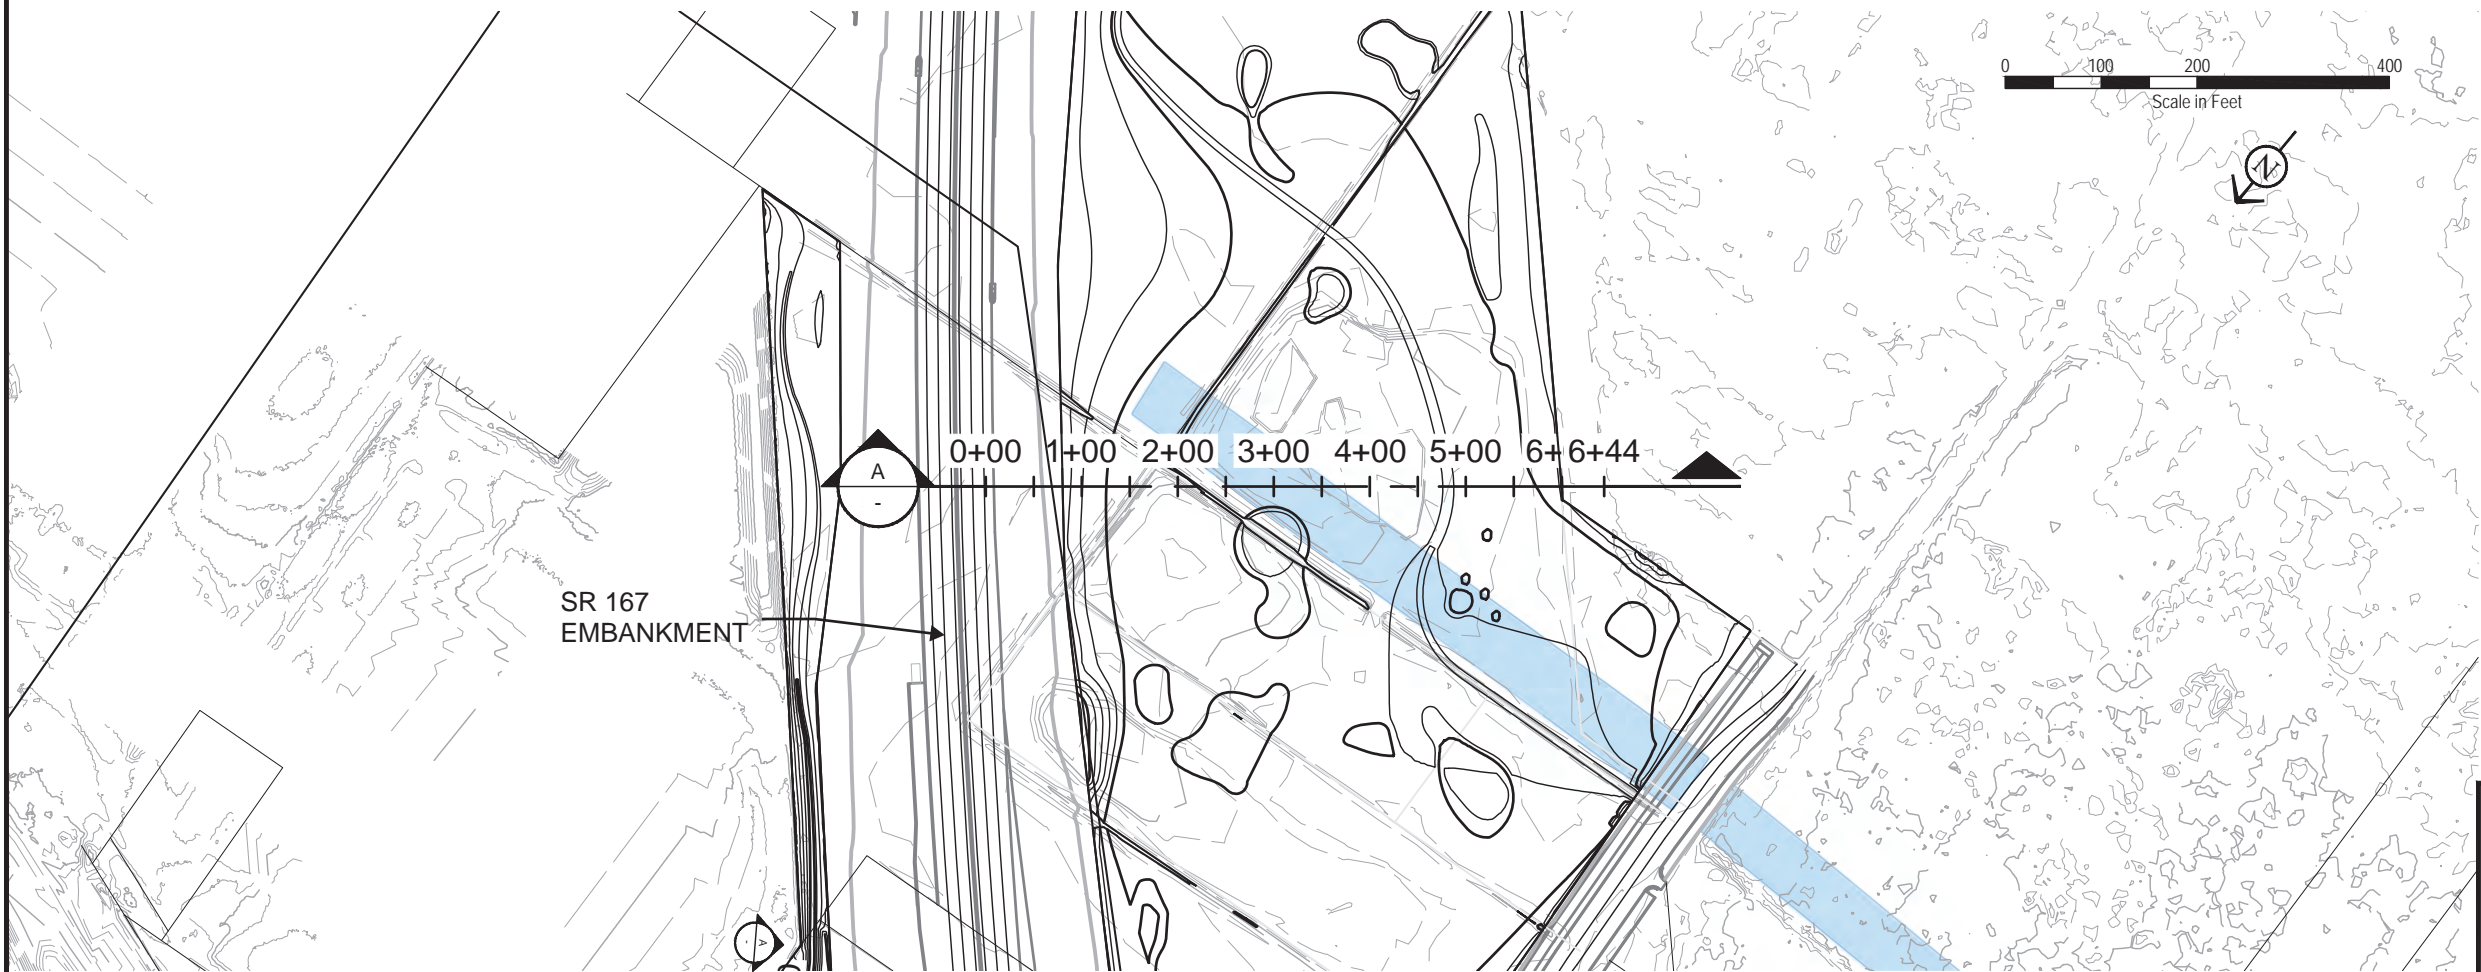 0 100 200 400
Scale in Feet
N
A
0+00 1+00 2+00 3+00 4+00 5+00 6+ 6+44
-
SR 167
EMBANKMENT
A
-